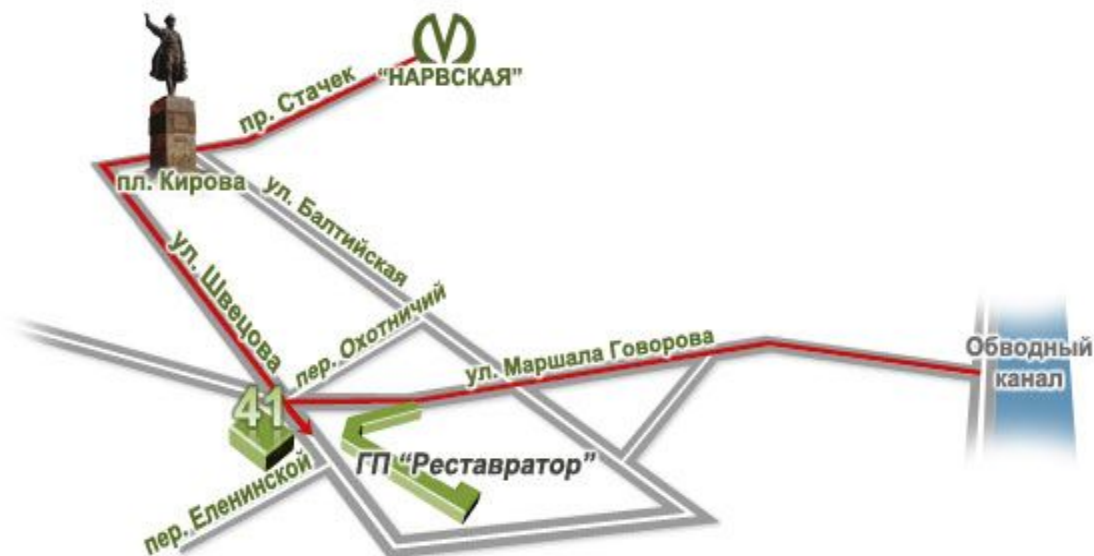 "НАРВСКАЯ"
пр. Стачек
пл. Кирова
ул. Балтийская
ул. Швецова
пер. Охотничий
ул. Маршала Говорова
Обводный
канал
41
ГП "Реставратор"
пер. Еленинской